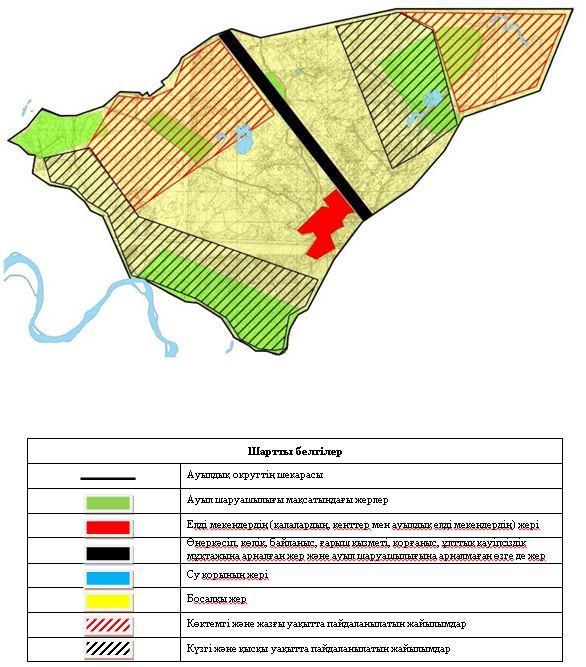 Шартты белгілер
Ауылдық округтің шекарасы
Ауыл шаруашылығы мақсатындағы жерлер
Елді мекендердің (қалалардың, кенттер мен ауылдық елді мекендердің) жері
Өнеркәсіп, көлік, байланыс, ғарыш қызметі, қорғаныс, ұлттық қауіпсіздік
мұқтажына арналған жер және ауыл шаруашылығына арналмаған өзге де жер
Су қорының жері
Босалқы жер
Көктемгі және жазғы уақытта пайдаланылатын жайылымдар
Күзгі және қысқы уақытта пайдаланылатын жайылымдар